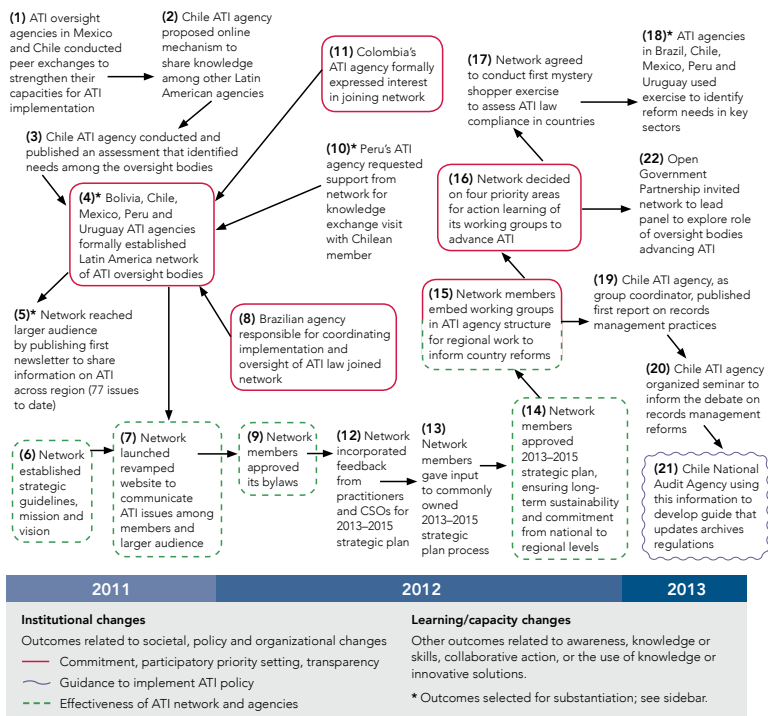 (1) ATI oversight
agencies in Mexico
and Chile conducted
peer exchanges to
strengthen their
capacities for ATI
implementation
(2) Chile ATI agency
proposed online
mechanism to
share knowledge
among other Latin
American agencies
(3) Chile ATI agency conducted and
published an assessment that identified
needs among the oversight bodies
(4)* Bolivia, Chile,
Mexico, Peru and
Uruguay ATI agencies
formally established
Latin America network
of ATI oversight bodies
(5)* Network reached
larger audience
by publishing first
newsletter to share
information on ATI
across region (77 issues
to date)
(6) Network
established
strategic
guidelines,
mission and
vision
(7) Network
launched
revamped
website to
communicate
ATI issues among
members and
larger audience
(8) Brazilian agency
responsible for coordinating
implementation and
oversight of ATI law joined
network
(9) Network
members
approved
its bylaws
(10)* Peru's ATI
agency requested
support from
network for
knowledge
exchange visit
with Chilean
member
(11) Colombia's
ATI agency formally
expressed interest
in joining network
(12) Network
incorporated
feedback
from
practitioners
and CSOs for
2013–2015
strategic plan
(13)
Network
members
gave input
to commonly
owned
2013–2015
strategic
plan process
(14) Network
members
approved
2013–2015
strategic plan,
ensuring long-
term sustainability
and commitment
from national to
regional levels
(15) Network members
embed working groups
in ATI agency structure
for regional work to
inform country reforms
(16) Network decided
on four priority areas
for action learning of
its working groups to
advance ATI
(17) Network agreed
to conduct first mystery
shopper exercise
to assess ATI law
compliance in countries
(18)* ATI agencies
in Brazil, Chile,
Mexico, Peru and
Uruguay used
exercise to identify
reform needs in key
sectors
(22) Open
Government
Partnership invited
network to lead
panel to explore role
of oversight bodies
advancing ATI
(19) Chile ATI agency, as
group coordinator, published
first report on records
management practices
(20) Chile ATI agency
organized seminar to
inform the debate on
records management
reforms
(21) Chile National
Audit Agency using
this information to
develop guide that
updates archives
regulations
2011
2012
2013
Institutional changes
Outcomes related to societal, policy and organizational changes
Commitment, participatory priority setting, transparency
Guidance to implement ATI policy
Effectiveness of ATI network and agencies
Learning/capacity changes
Other outcomes related to awareness, knowledge or
skills, collaborative action, or the use of knowledge or
innovative solutions.
* Outcomes selected for substantiation; see sidebar.